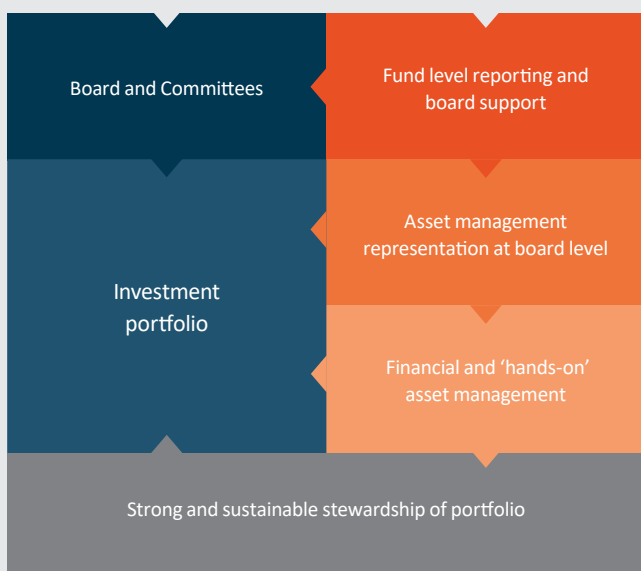 Board and Committees
Fund level reporting and
board support
Asset management
representation at board level
Investment
portfolio
Financial and ‘hands-on’
asset management
Strong and sustainable stewardship of portfolio